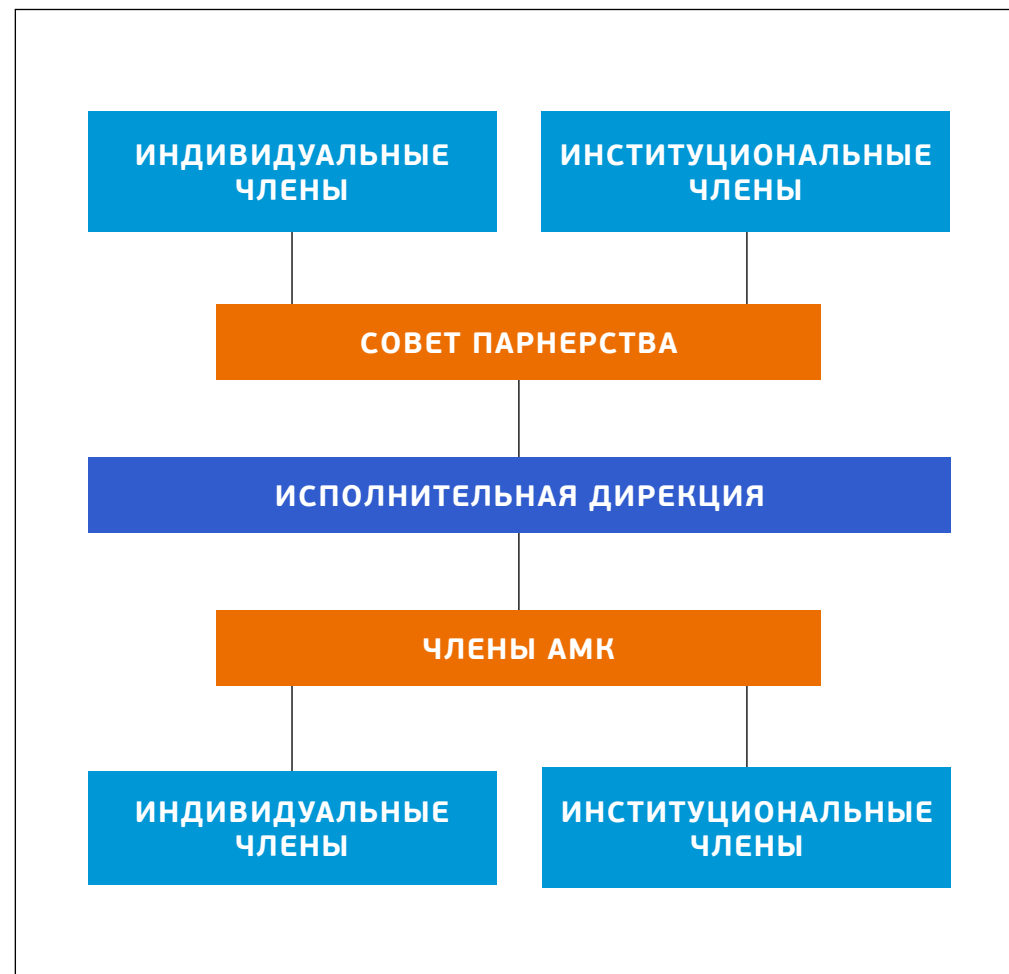 ИНДИВИДУАЛЬНЫЕ
ЧЛЕНЫ
ИНСТИТУЦИОНАЛЬНЫЕ
ЧЛЕНЫ
СОВЕТ ПАРНЕРСТВА
ИСПОЛНИТЕЛЬНАЯ ДИРЕКЦИЯ
ЧЛЕНЫ АМК
ИНДИВИДУАЛЬНЫЕ
ЧЛЕНЫ
ИНСТИТУЦИОНАЛЬНЫЕ
ЧЛЕНЫ